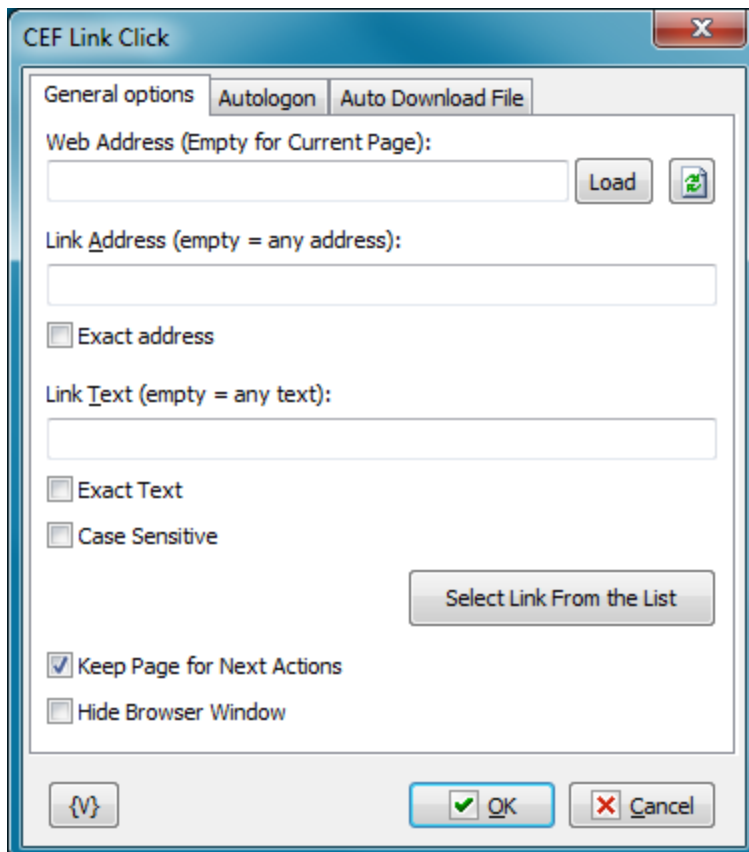 CEF Link Click
General options Autologon Auto Download File
Web Address (Empty for Current Page):
Load
Link Address (empty = any address):
Exact address
Link Text (empty = any text):
Exact Text
Case Sensitive
Select Link From the List
Keep Page for Next Actions
Hide Browser Window
{V} OK Cancel